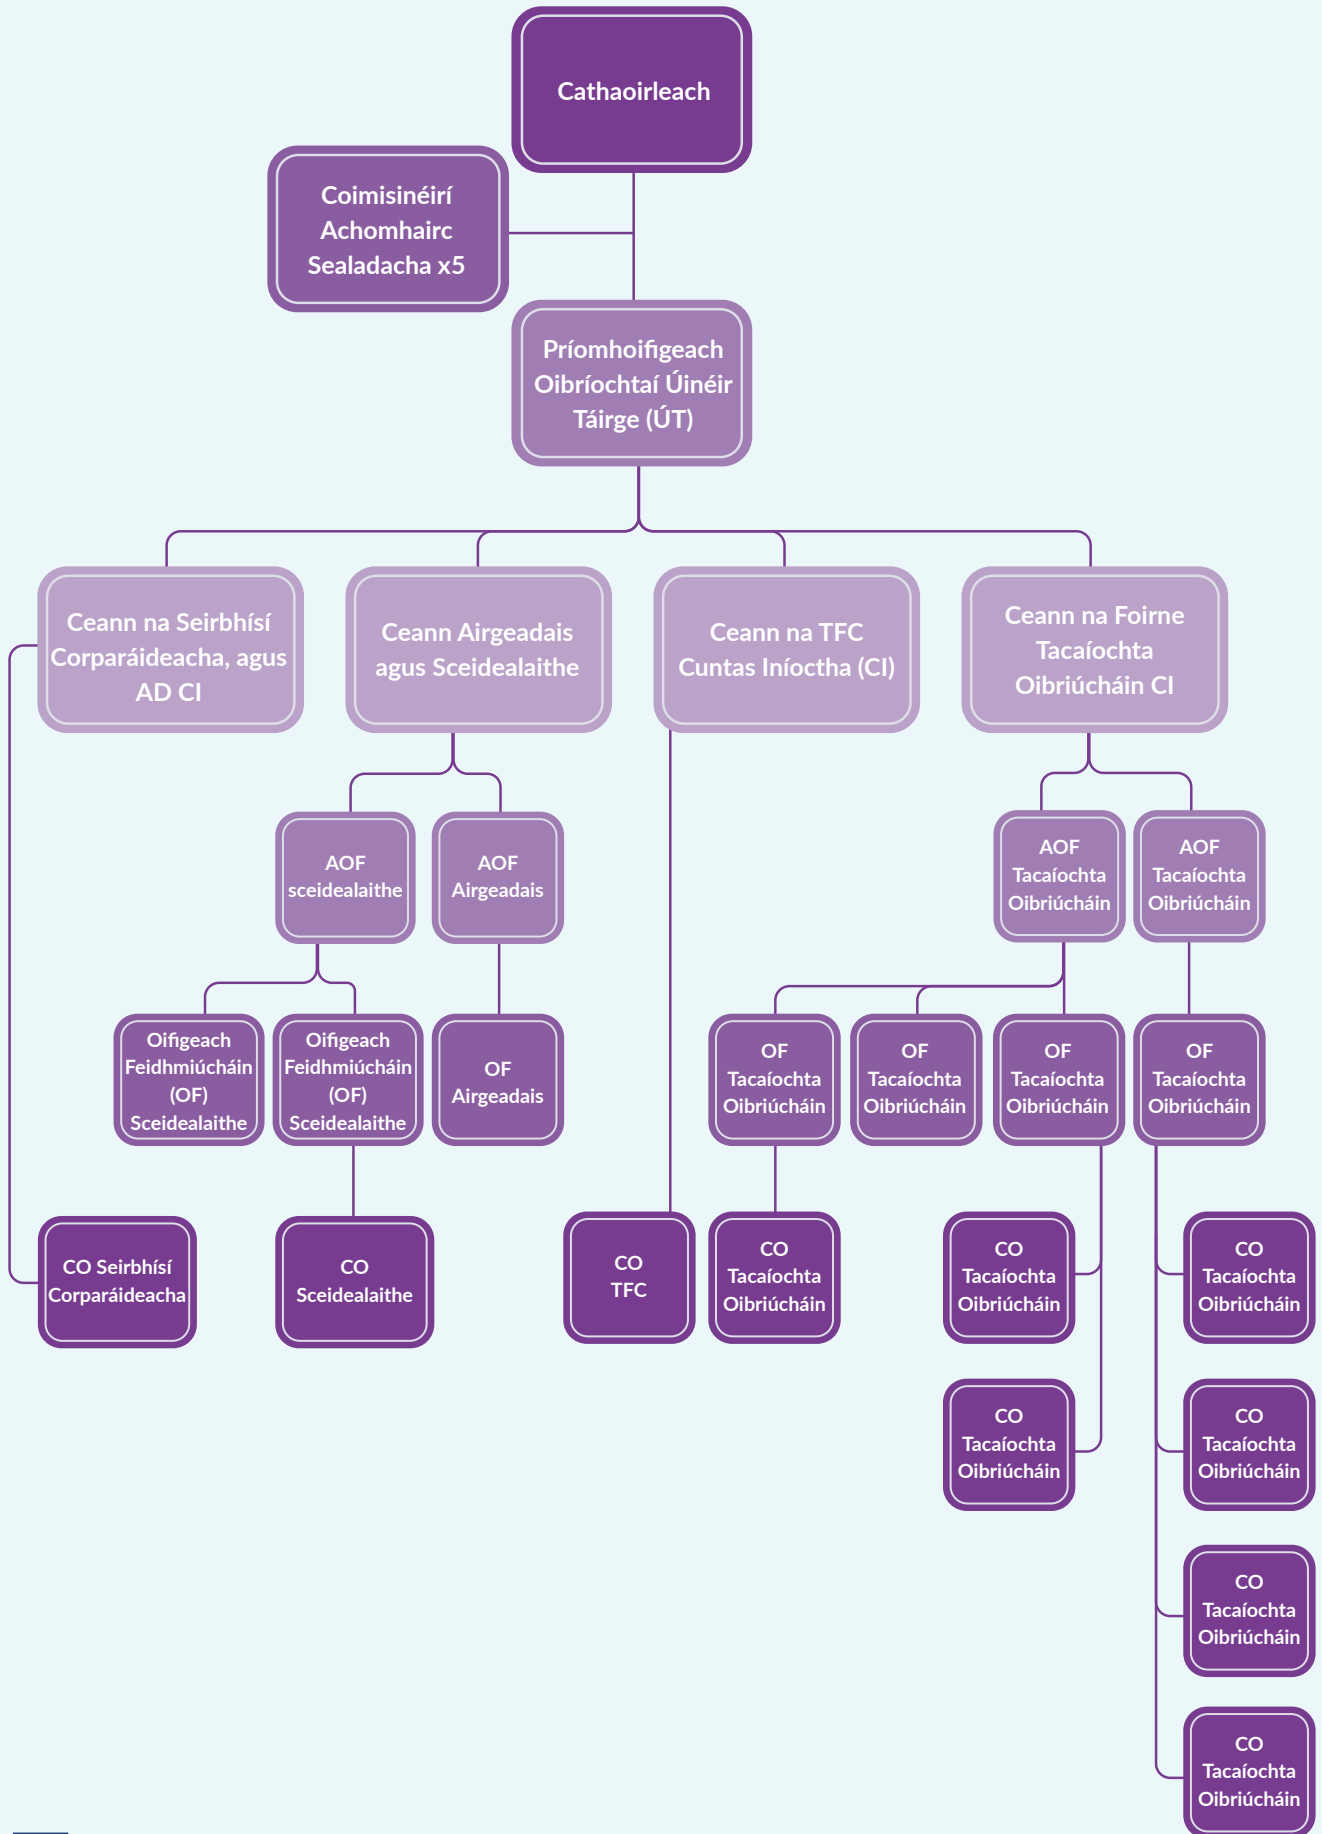 Cathaoirleach
Coimisinéirí
Achomhairc
Sealadacha x5
Príomhoifigeach
Oibríochtaí Úinéir
Táirge (ÚT)
Ceann na Seirbhísí
Corparáideacha, agus
AD CI
Ceann Airgeadais
agus Sceidealaithe
Ceann na TFC
Cuntas Iníoctha (CI)
Ceann na Foirne
Tacaíochta
Oibriúcháin CI
AOF
sceidealaithe
AOF
Airgeadais
AOF
Tacaíochta
Oibriúcháin
AOF
Tacaíochta
Oibriúcháin
Oifigeach
Feidhmiúcháin
(OF)
Sceidealaithe
Oifigeach
Feidhmiúcháin
(OF)
Sceidealaithe
OF
Airgeadais
OF
Tacaíochta
Oibriúcháin
OF
Tacaíochta
Oibriúcháin
OF
Tacaíochta
Oibriúcháin
OF
Tacaíochta
Oibriúcháin
CO Seirbhísí
Corparáideacha
CO
Sceidealaithe
CO
TFC
CO
Tacaíochta
Oibriúcháin
CO
Tacaíochta
Oibriúcháin
CO
Tacaíochta
Oibriúcháin
CO
Tacaíochta
Oibriúcháin
CO
Tacaíochta
Oibriúcháin
CO
Tacaíochta
Oibriúcháin
CO
Tacaíochta
Oibriúcháin